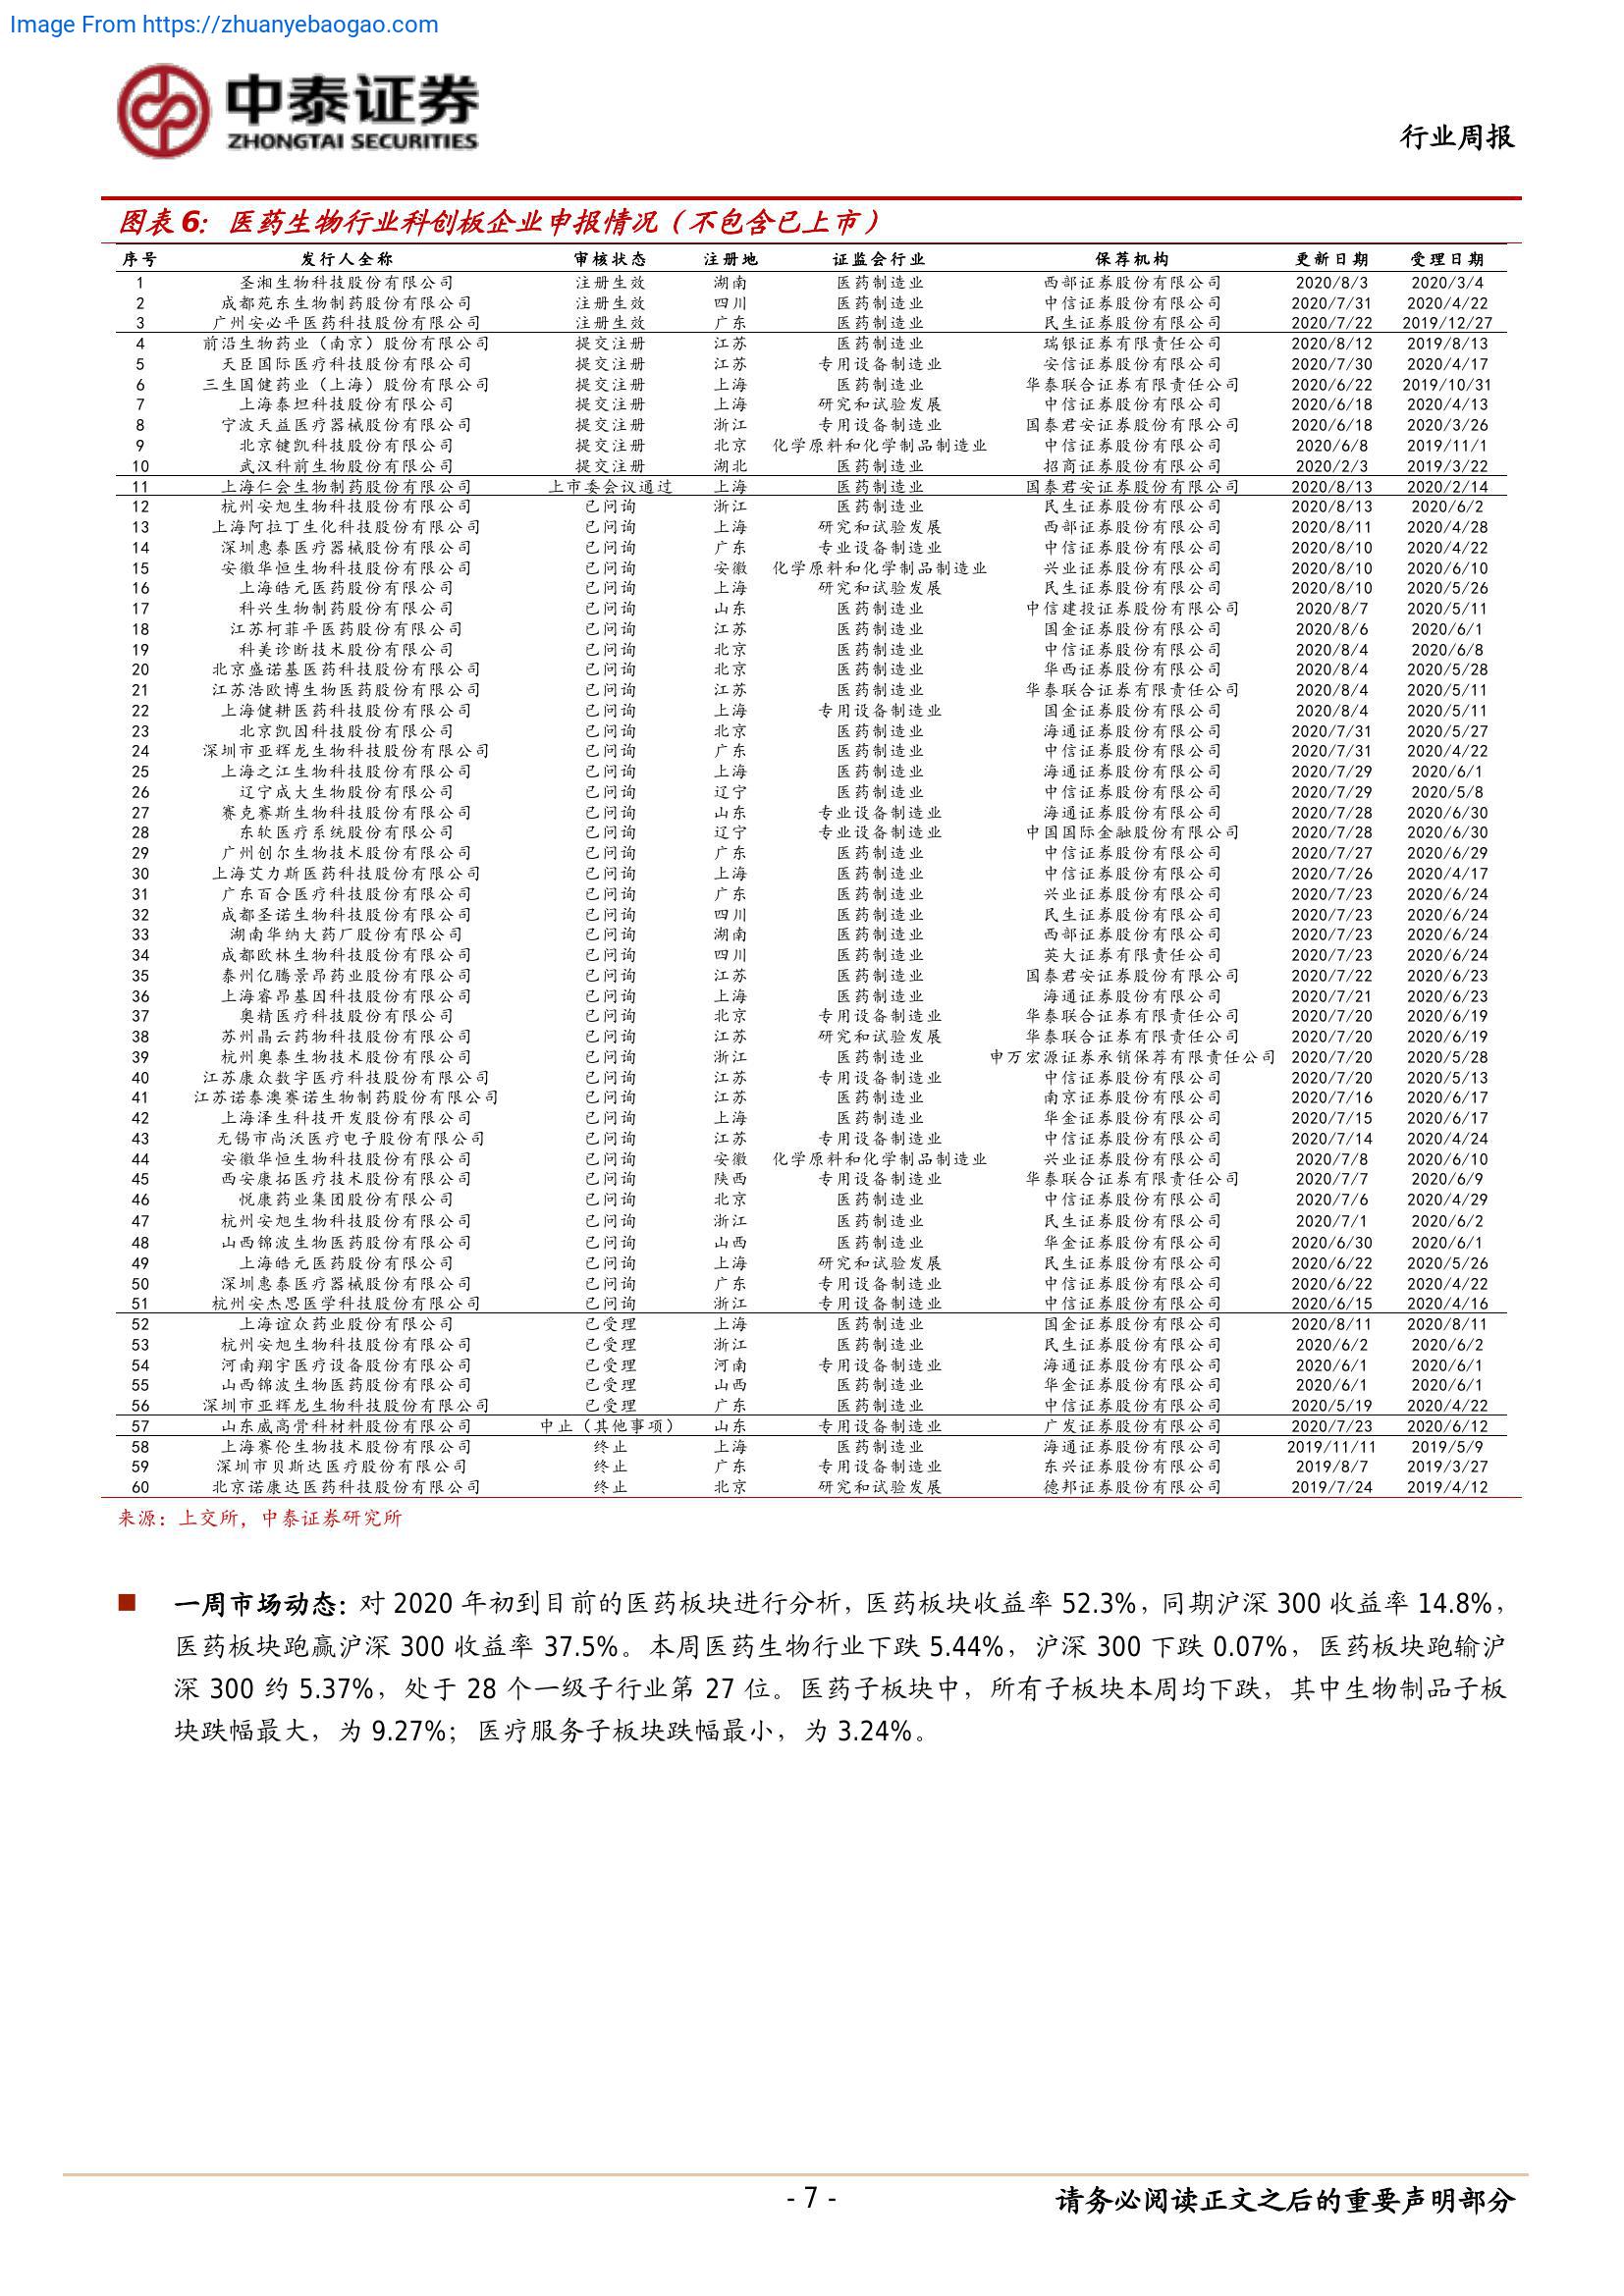 Image From https://zhuanyebaogao.com
中泰证券
ZHONGTAI SECURITIES
行业周报
图表 6：医药生物行业科创板企业申报情况（不包含已上市）
序号 发行人全称 审核状态 注册地 证监会行业 保荐机构 更新日期 受理日期
1 圣湘生物科技股份有限公司 注册生效 湖南 医药制造业 西部证券股份有限公司 2020/8/3 2020/3/4
2 成都苑东生物制药股份有限公司 注册生效 四川 医药制造业 中信证券股份有限公司 2020/7/31 2020/4/22
3 广州安必平医药科技股份有限公司 注册生效 广东 医药制造业 民生证券股份有限公司 2020/7/22 2019/12/27
4 前沿生物药业（南京）股份有限公司 提交注册 江苏 医药制造业 瑞银证券有限责任公司 2020/8/12 2019/8/13
5 天臣国际医疗科技股份有限公司 提交注册 江苏 专用设备制造业 安信证券股份有限公司 2020/7/30 2020/4/17
6 三生国健药业（上海）股份有限公司 提交注册 上海 医药制造业 华泰联合证券有限责任公司 2020/6/22 2019/10/31
7 上海泰坦科技股份有限公司 提交注册 上海 研究和试验发展 中信证券股份有限公司 2020/6/18 2020/4/13
8 宁波天益医疗器械股份有限公司 提交注册 浙江 专用设备制造业 国泰君安证券股份有限公司 2020/6/18 2020/3/26
9 北京键凯科技股份有限公司 提交注册 北京 化学原料和化学制品制造业 中信证券股份有限公司 2020/6/8 2019/11/1
10 武汉科前生物股份有限公司 提交注册 湖北 医药制造业 招商证券股份有限公司 2020/2/3 2019/3/22
11 上海仁会生物制药股份有限公司 上市委会议通过 上海 医药制造业 国泰君安证券股份有限公司 2020/8/13 2020/2/14
12 杭州安旭生物科技股份有限公司 已问询 浙江 医药制造业 民生证券股份有限公司 2020/8/13 2020/6/2
13 上海阿拉丁生化科技股份有限公司 已问询 上海 研究和试验发展 西部证券股份有限公司 2020/8/11 2020/4/28
14 深圳惠泰医疗器械股份有限公司 已问询 广东 专业设备制造业 中信证券股份有限公司 2020/8/10 2020/4/22
15 安徽华恒生物科技股份有限公司 已问询 安徽 化学原料和化学制品制造业 兴业证券股份有限公司 2020/8/10 2020/6/10
16 上海皓元医药股份有限公司 已问询 上海 研究和试验发展 民生证券股份有限公司 2020/8/10 2020/5/26
17 科兴生物制药股份有限公司 已问询 山东 医药制造业 中信建投证券股份有限公司 2020/8/7 2020/5/11
18 江苏柯菲平医药股份有限公司 已问询 江苏 医药制造业 国金证券股份有限公司 2020/8/6 2020/6/1
19 科美诊断技术股份有限公司 已问询 北京 医药制造业 中信证券股份有限公司 2020/8/4 2020/6/8
20 北京盛诺基医药科技股份有限公司 已问询 北京 医药制造业 华西证券股份有限公司 2020/8/4 2020/5/28
21 江苏浩欧博生物医药股份有限公司 已问询 江苏 医药制造业 华泰联合证券有限责任公司 2020/8/4 2020/5/11
22 上海健耕医药科技股份有限公司 已问询 上海 专用设备制造业 国金证券股份有限公司 2020/8/4 2020/5/11
23 北京凯因科技股份有限公司 已问询 北京 医药制造业 海通证券股份有限公司 2020/7/31 2020/5/27
24 深圳市亚辉龙生物科技股份有限公司 已问询 广东 医药制造业 中信证券股份有限公司 2020/7/31 2020/4/22
25 上海之江生物科技股份有限公司 已问询 上海 医药制造业 海通证券股份有限公司 2020/7/29 2020/6/1
26 辽宁成大生物股份有限公司 已问询 辽宁 医药制造业 中信证券股份有限公司 2020/7/29 2020/5/8
27 赛克赛斯生物科技股份有限公司 已问询 山东 专业设备制造业 海通证券股份有限公司 2020/7/28 2020/6/30
28 东软医疗系统股份有限公司 已问询 辽宁 专业设备制造业 中国国际金融股份有限公司 2020/7/28 2020/6/30
29 广州创尔生物技术股份有限公司 已问询 广东 医药制造业 中信证券股份有限公司 2020/7/27 2020/6/29
30 上海艾力斯医药科技股份有限公司 已问询 上海 医药制造业 中信证券股份有限公司 2020/7/26 2020/4/17
31 广东百合医疗科技股份有限公司 已问询 广东 医药制造业 兴业证券股份有限公司 2020/7/23 2020/6/24
32 成都圣诺生物科技股份有限公司 已问询 四川 医药制造业 民生证券股份有限公司 2020/7/23 2020/6/24
33 湖南华纳大药厂股份有限公司 已问询 湖南 医药制造业 西部证券股份有限公司 2020/7/23 2020/6/24
34 成都欧林生物科技股份有限公司 已问询 四川 医药制造业 英大证券有限责任公司 2020/7/23 2020/6/24
35 泰州亿腾景昂药业股份有限公司 已问询 江苏 医药制造业 国泰君安证券股份有限公司 2020/7/22 2020/6/23
36 上海睿昂基因科技股份有限公司 已问询 上海 医药制造业 海通证券股份有限公司 2020/7/21 2020/6/23
37 奥精医疗科技股份有限公司 已问询 北京 专用设备制造业 华泰联合证券有限责任公司 2020/7/20 2020/6/19
38 苏州晶云药物科技股份有限公司 已问询 江苏 研究和试验发展 华泰联合证券有限责任公司 2020/7/20 2020/6/19
39 杭州奥泰生物技术股份有限公司 已问询 浙江 医药制造业 申万宏源证券承销保荐有限责任公司 2020/7/20 2020/5/28
40 江苏康众数字医疗科技股份有限公司 已问询 江苏 专用设备制造业 中信证券股份有限公司 2020/7/20 2020/5/13
41 江苏诺泰澳赛诺生物制药股份有限公司 已问询 江苏 医药制造业 南京证券股份有限公司 2020/7/16 2020/6/17
42 上海泽生科技开发股份有限公司 已问询 上海 医药制造业 华金证券股份有限公司 2020/7/15 2020/6/17
43 无锡市尚沃医疗电子股份有限公司 已问询 江苏 专用设备制造业 中信证券股份有限公司 2020/7/14 2020/4/24
44 安徽华恒生物科技股份有限公司 已问询 安徽 化学原料和化学制品制造业 兴业证券股份有限公司 2020/7/8 2020/6/10
45 西安康拓医疗技术股份有限公司 已问询 陕西 专用设备制造业 华泰联合证券有限责任公司 2020/7/7 2020/6/9
46 悦康药业集团股份有限公司 已问询 北京 医药制造业 中信证券股份有限公司 2020/7/6 2020/4/29
47 杭州安旭生物科技股份有限公司 已问询 浙江 医药制造业 民生证券股份有限公司 2020/7/1 2020/6/2
48 山西锦波生物医药股份有限公司 已问询 山西 医药制造业 华金证券股份有限公司 2020/6/30 2020/6/1
49 上海皓元医药股份有限公司 已问询 上海 研究和试验发展 民生证券股份有限公司 2020/6/22 2020/5/26
50 深圳惠泰医疗器械股份有限公司 已问询 广东 专用设备制造业 中信证券股份有限公司 2020/6/22 2020/4/22
51 杭州安杰思医学科技股份有限公司 已问询 浙江 专用设备制造业 中信证券股份有限公司 2020/6/15 2020/4/16
52 上海谊众药业股份有限公司 已受理 上海 医药制造业 国金证券股份有限公司 2020/8/11 2020/8/11
53 杭州安旭生物科技股份有限公司 已受理 浙江 医药制造业 民生证券股份有限公司 2020/6/2 2020/6/2
54 河南翔宇医疗设备股份有限公司 已受理 河南 专用设备制造业 海通证券股份有限公司 2020/6/1 2020/6/1
55 山西锦波生物医药股份有限公司 已受理 山西 医药制造业 华金证券股份有限公司 2020/6/1 2020/6/1
56 深圳市亚辉龙生物科技股份有限公司 已受理 广东 医药制造业 中信证券股份有限公司 2020/5/19 2020/4/22
57 山东威高骨科材料股份有限公司 中止（其他事项） 山东 专用设备制造业 广发证券股份有限公司 2020/7/23 2020/6/12
58 上海赛伦生物技术股份有限公司 终止 上海 医药制造业 海通证券股份有限公司 2019/11/11 2019/5/9
59 深圳市贝斯达医疗股份有限公司 终止 广东 专用设备制造业 东兴证券股份有限公司 2019/8/7 2019/3/27
60 北京诺康达医药科技股份有限公司 终止 北京 研究和试验发展 德邦证券股份有限公司 2019/7/24 2019/4/12
来源：上交所，中泰证券研究所
■ 一周市场动态：对 2020 年初到目前的医药板块进行分析，医药板块收益率 52.3%，同期沪深 300 收益率 14.8%，
医药板块跑赢沪深 300 收益率 37.5%。本周医药生物行业下跌 5.44%，沪深 300 下跌 0.07%，医药板块跑输沪
深 300 约 5.37%，处于 28 个一级子行业第 27 位。医药子板块中，所有子板块本周均下跌，其中生物制品子板
块跌幅最大，为 9.27%；医疗服务子板块跌幅最小，为 3.24%。
- 7 -
请务必阅读正文之后的重要声明部分